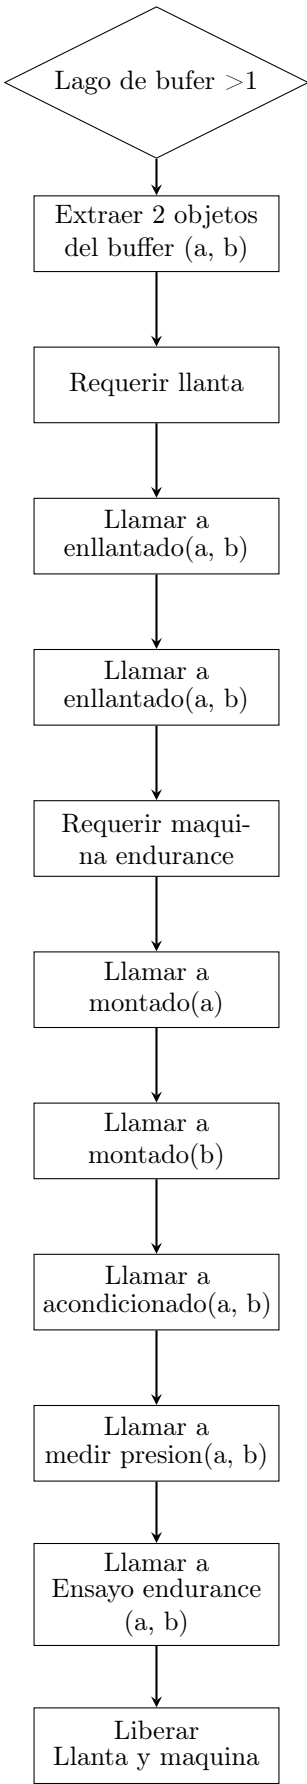 Lago de bufer >1
Extraer 2 objetos
del buffer (a, b)
Requerir llanta
Llamar a
enllantado(a, b)
Llamar a
enllantado(a, b)
Requerir maqui-
na endurance
Llamar a
montado(a)
Llamar a
montado(b)
Llamar a
acondicionado(a, b)
Llamar a
medir presion(a, b)
Llamar a
Ensayo endurance
(a, b)
Liberar
Llanta y maquina